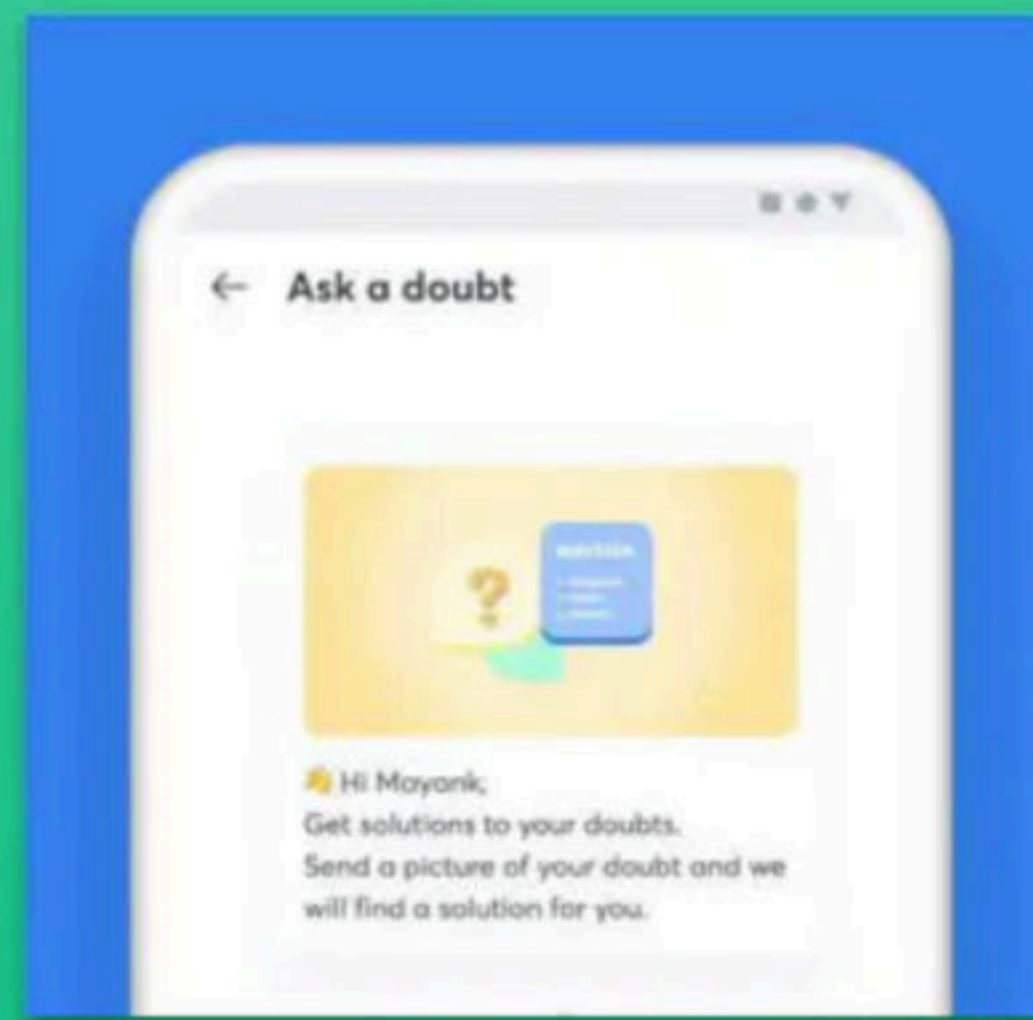 Ask a doubt
?
👋 Hi Mayank,
Get solutions to your doubts.
Send a picture of your doubt and we
will find a solution for you.